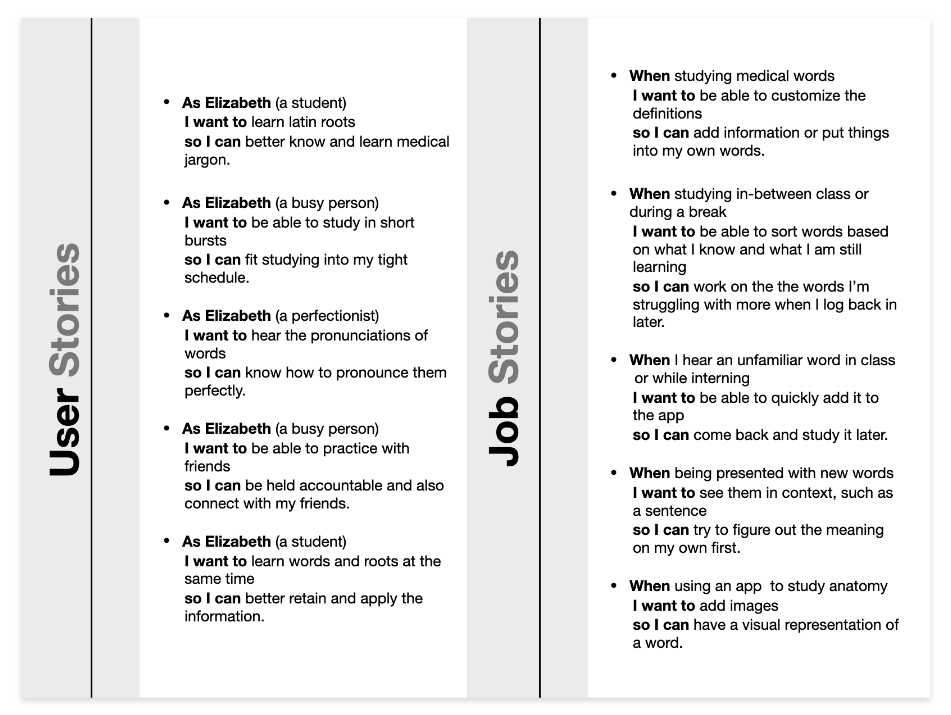 User Stories
• As Elizabeth (a student)
I want to learn latin roots
so I can better know and learn medical
jargon.
• As Elizabeth (a busy person)
I want to be able to study in short
bursts
so I can fit studying into my tight
schedule.
• As Elizabeth (a perfectionist)
I want to hear the pronunciations of
words
so I can know how to pronounce them
perfectly.
• As Elizabeth (a busy person)
I want to be able to practice with
friends
so I can be held accountable and also
connect with my friends.
• As Elizabeth (a student)
I want to learn words and roots at the
same time
so I can better retain and apply the
information.
Job Stories
• When studying medical words
I want to be able to customize the
definitions
so I can add information or put things
into my own words.
• When studying in-between class or
during a break
I want to be able to sort words based
on what I know and what I am still
learning
so I can work on the the words I'm
struggling with more when I log back in
later.
• When I hear an unfamiliar word in class
or while interning
I want to be able to quickly add it to
the app
so I can come back and study it later.
• When being presented with new words
I want to see them in context, such as
a sentence
so I can try to figure out the meaning
on my own first.
• When using an app to study anatomy
I want to add images
so I can have a visual representation of
a word.